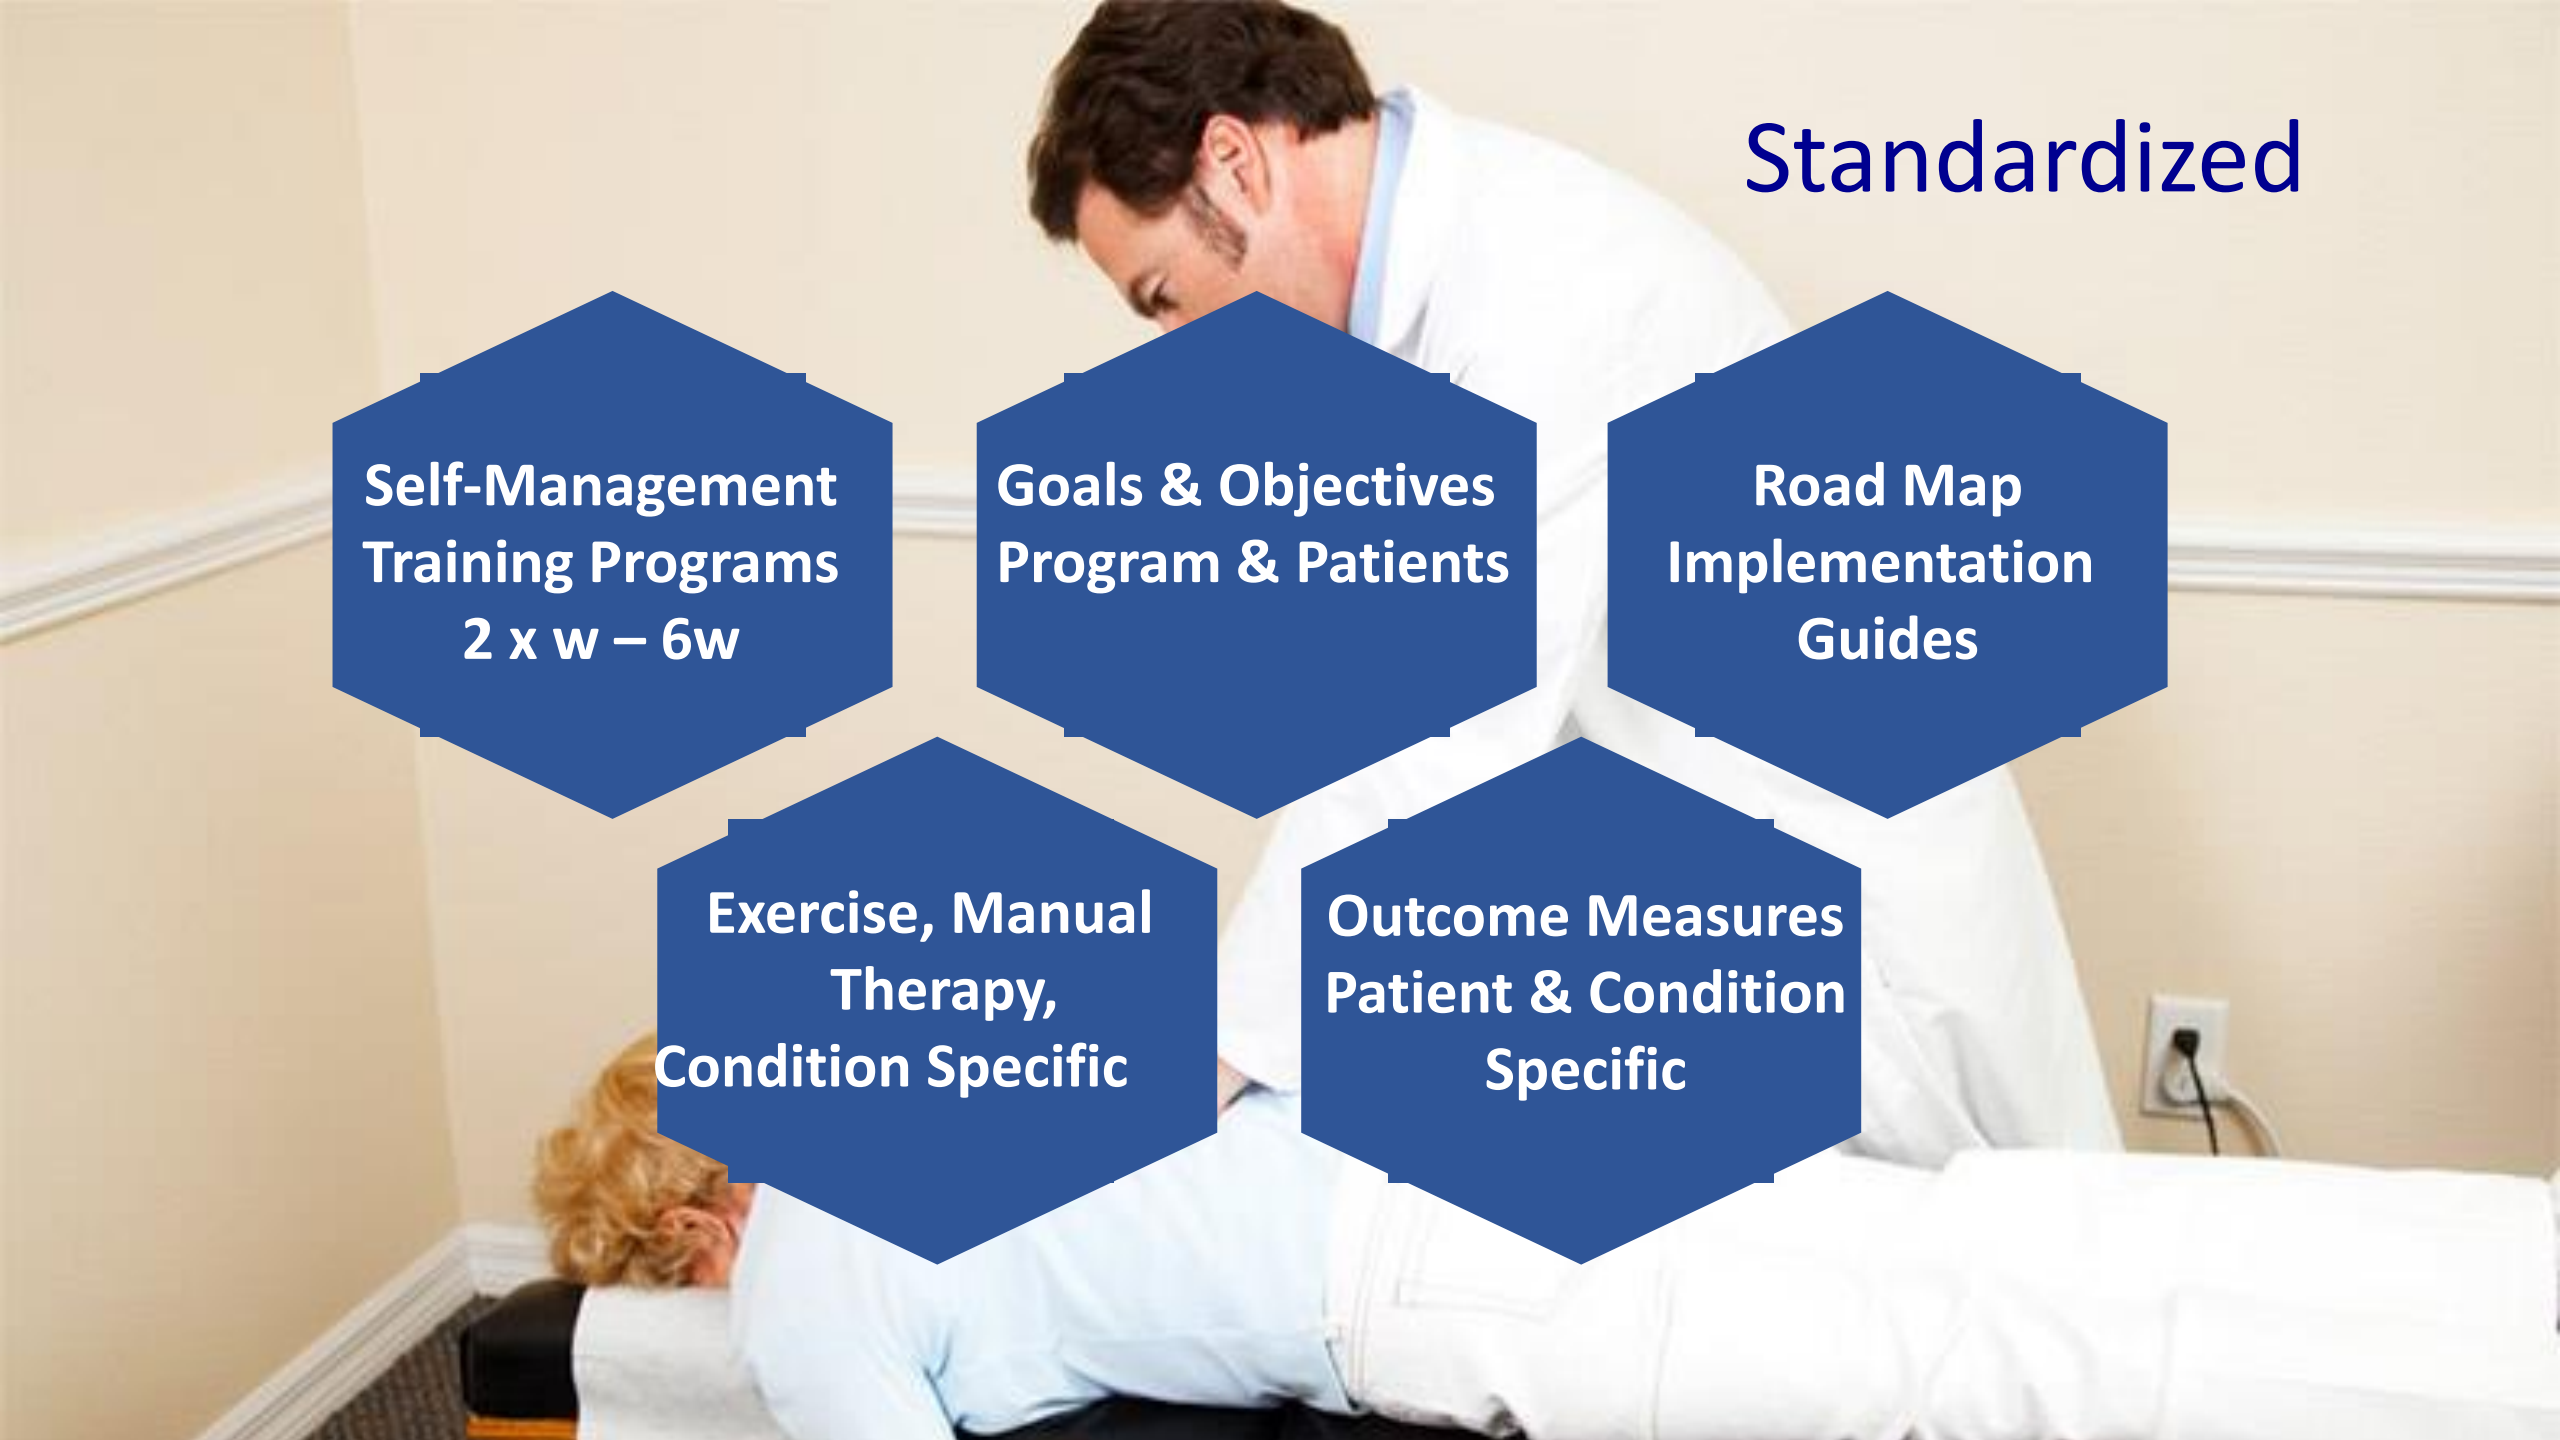 Standardized
Self-Management
Training Programs
2 x w – 6w
Goals & Objectives
Program & Patients
Road Map
Implementation
Guides
Exercise, Manual
Therapy,
Condition Specific
Outcome Measures
Patient & Condition
Specific